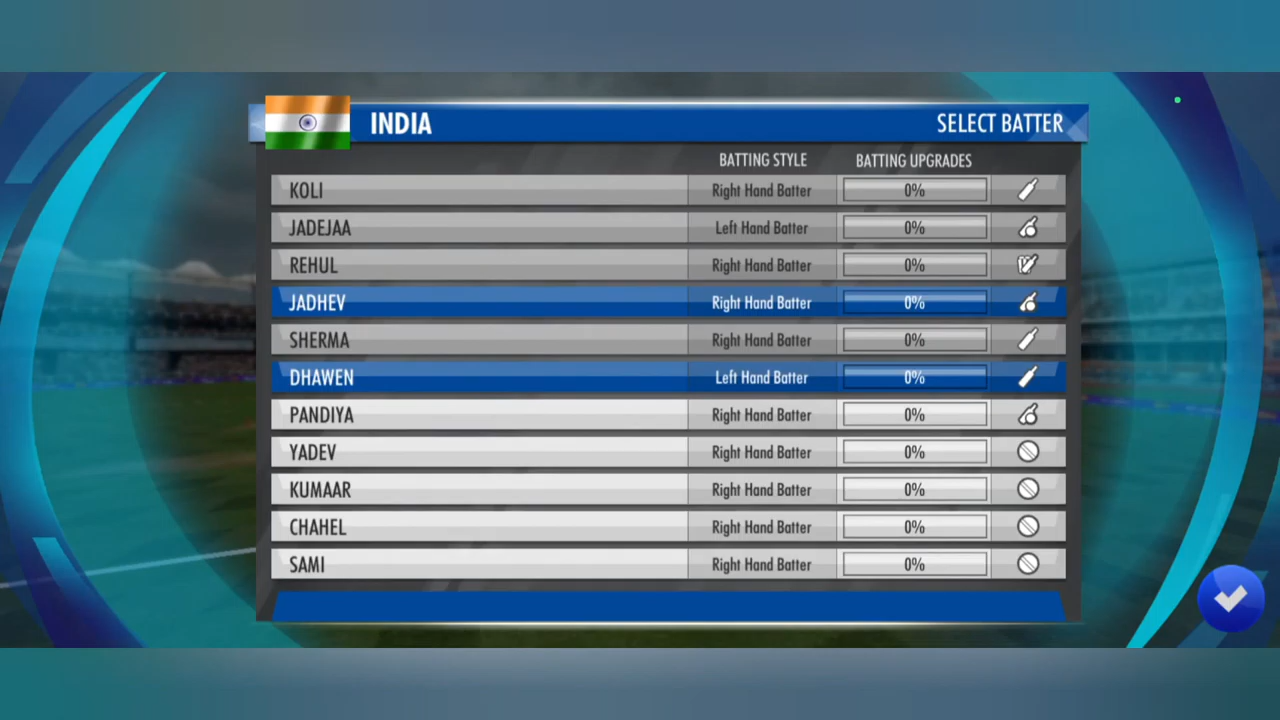 INDIA SELECT BATTER
BATTING STYLE BATTING UPGRADES
KOLI Right Hand Batter 0%
JADEJAA Left Hand Batter 0%
REHUL Right Hand Batter 0%
JADHEV Right Hand Batter 0%
SHERMA Right Hand Batter 0%
DHAWEN Left Hand Batter 0%
PANDIYA Right Hand Batter 0%
YADEV Right Hand Batter 0%
KUMAAR Right Hand Batter 0%
CHAHEL Right Hand Batter 0%
SAMI Right Hand Batter 0%